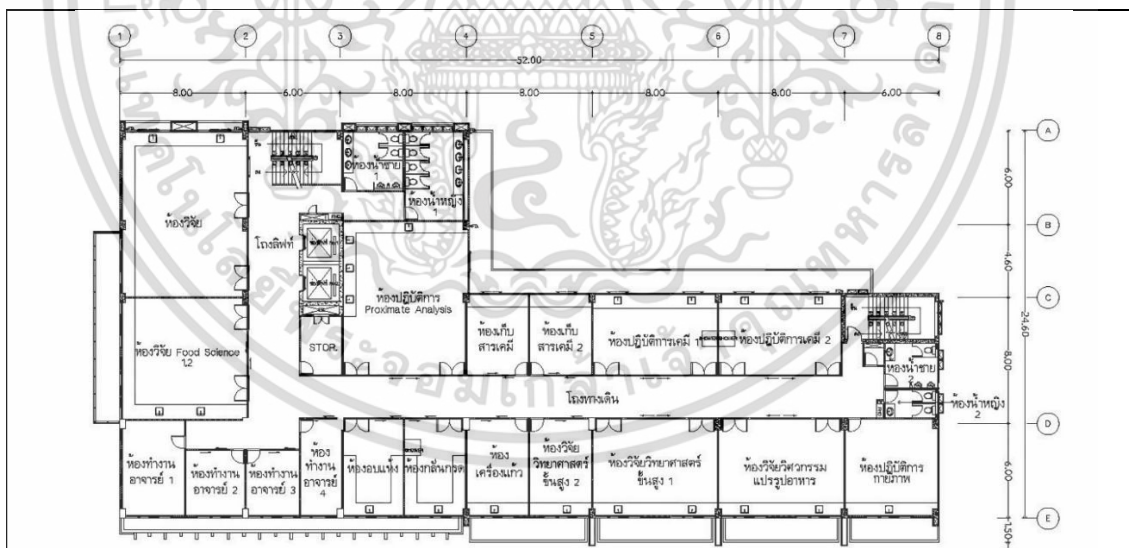 1 2 3 4 5 6 7 8
52.00
8.00 6.00 8.00 8.00 8.00 8.00 6.00
A
6.00
B
4.60
C
24.60
8.00
D
6.00
E
1.50
ห้องวิจัย
โถงลิฟท์
ห้องน้ำชาย
1
ห้องน้ำหญิง
1
ห้องปฏิบัติการ
Proximate Analysis
ห้องวิจัย Food Science
1,2
STOR.
ห้องเก็บ
สารเคมี
1
ห้องเก็บ
สารเคมี 2
ห้องปฏิบัติการเคมี 1
ห้องปฏิบัติการเคมี 2
ห้องน้ำชาย
2
ห้องน้ำหญิง
2
โถงทางเดิน
ห้องทำงาน
อาจารย์ 1
ห้องทำงาน
อาจารย์ 2
ห้องทำงาน
อาจารย์ 3
ห้อง
ทำงาน
อาจารย์
4
ห้องอบแห้ง
ห้องกลั่นกรด
ห้อง
เครื่องแก้ว
ห้องวิจัย
วิทยาศาสตร์
ขั้นสูง 2
ห้องวิจัยวิทยาศาสตร์
ขั้นสูง 1
ห้องวิจัยวิศวกรรม
แปรรูปอาหาร
ห้องปฏิบัติการ
กายภาพ